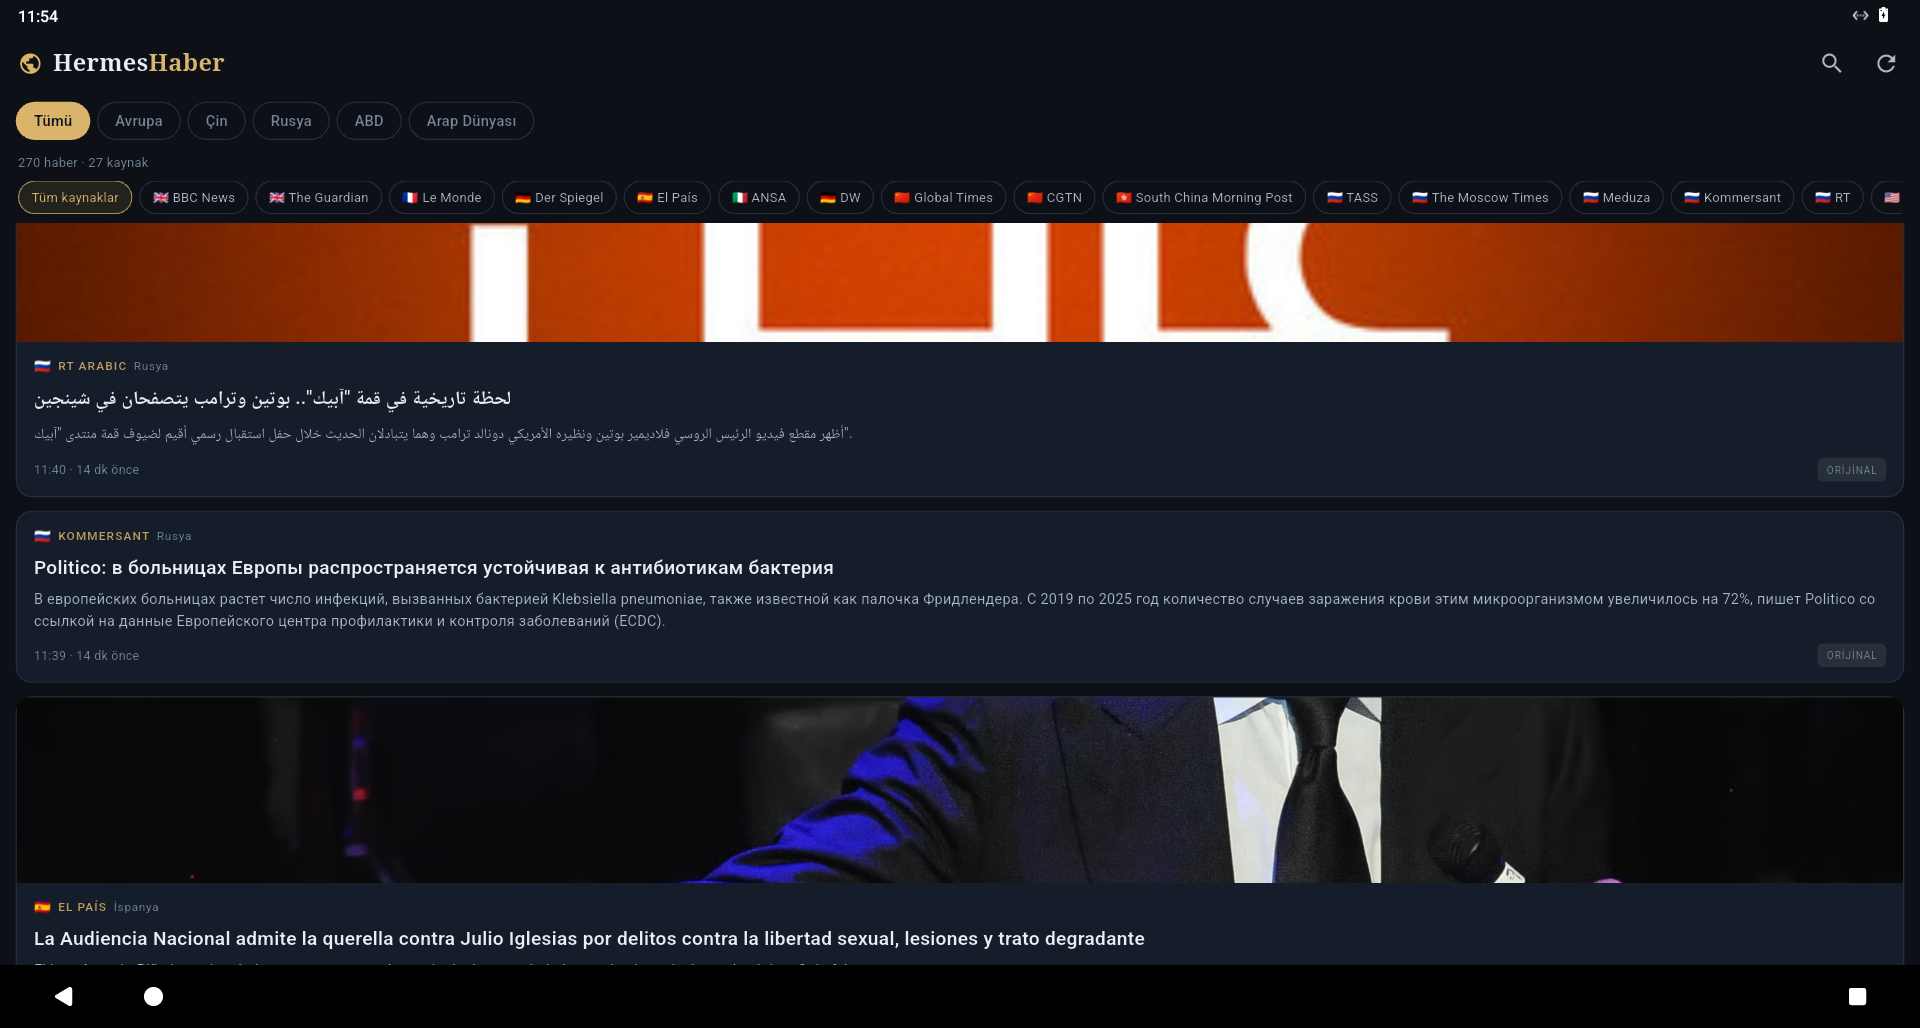 11:54
HermesHaber
Tümü Avrupa Çin Rusya ABD Arap Dünyası
270 haber · 27 kaynak
Tüm kaynaklar BBC News The Guardian Le Monde Der Spiegel El País ANSA DW Global Times CGTN South China Morning Post TASS The Moscow Times Meduza Kommersant RT
RT ARABIC Rusya
لحظة تاريخية في قمة "آبيك".. بوتين وترامب يتصفحان في شينجين
أظهر مقطع فيديو الرئيس الروسي فلاديمير بوتين ونظيره الأمريكي دونالد ترامب وهما يتبادلان الحديث خلال حفل استقبال رسمي أقيم لضيوف قمة منتدى "آبيك".
11:40 · 14 dk önce
ORİJİNAL
KOMMERSANT Rusya
Politico: в больницах Европы распространяется устойчивая к антибиотикам бактерия
В европейских больницах растет число инфекций, вызванных бактерией Klebsiella pneumoniae, также известной как палочка Фридлендера. С 2019 по 2025 год количество случаев заражения крови этим микроорганизмом увеличилось на 72%, пишет Politico со
ссылкой на данные Европейского центра профилактики и контроля заболеваний (ECDC).
11:39 · 14 dk önce
ORİJİNAL
EL PAÍS İspanya
La Audiencia Nacional admite la querella contra Julio Iglesias por delitos contra la libertad sexual, lesiones y trato degradante